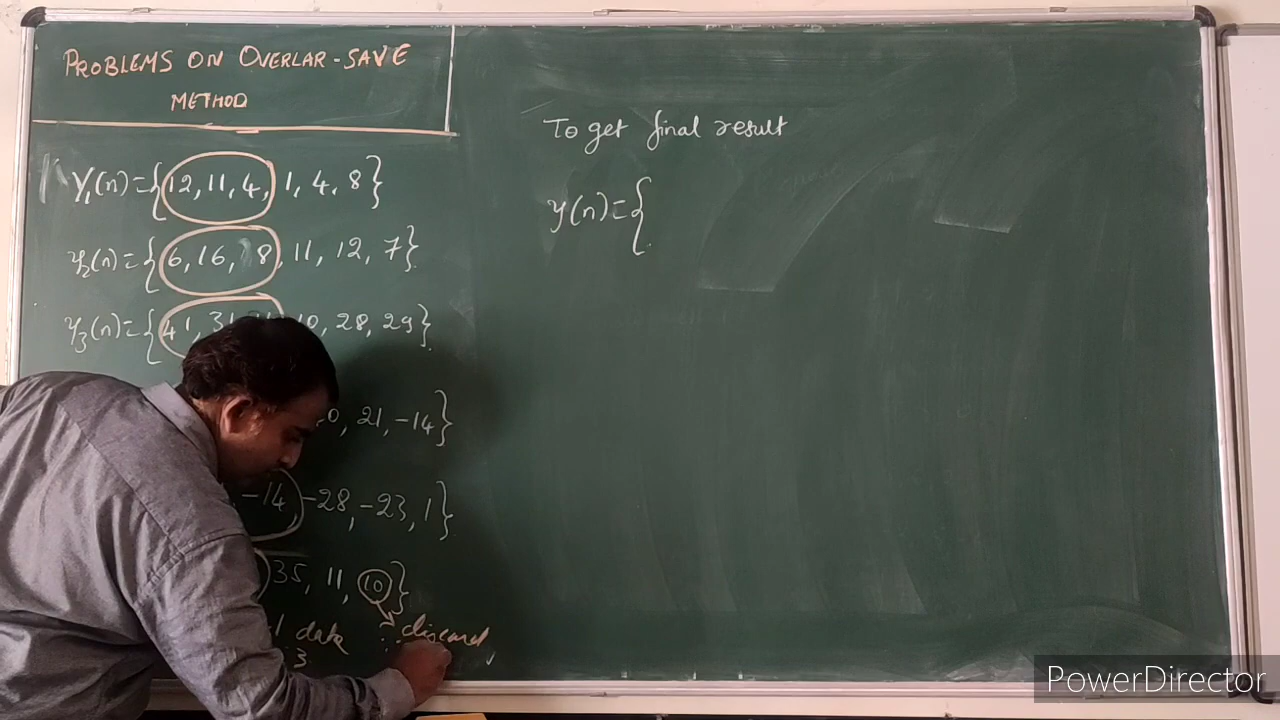 PROBLEMS ON OVERLAR-SAVE
METHOD
Y₁(n)={12, 11, 4, 1, 4, 8}
y₂(n)={6, 16, 8, 11, 12, 7}
y₃(n)={41, 31, 10, 28, 29}
0, 21, -14}
-14, -28, -23, 1}
35, 11, 10}
data ∵ discard
3
To get final result
y(n)={
PowerDirector